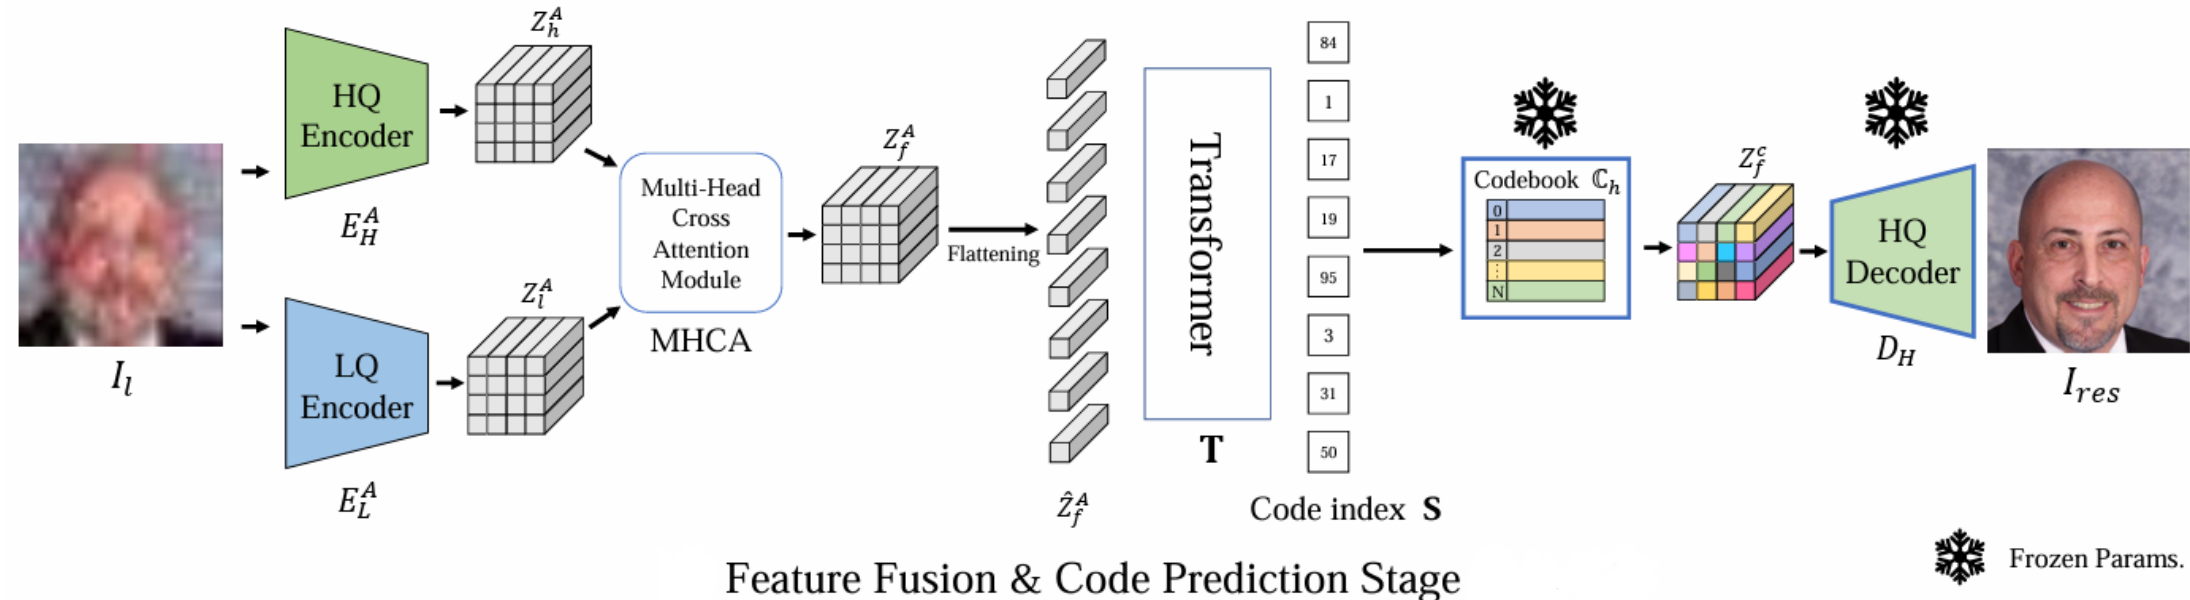 Z_h^A
HQ
Encoder
E_H^A
I_l
LQ
Encoder
E_L^A
Z_l^A
Multi-Head
Cross
Attention
Module
MHCA
Z_f^A
Flattening
Ẑ_f^A
Transformer
T
84
1
17
19
95
3
31
50
Code index S
Codebook ℂ_h
0
1
2
⋮
N
Z_f^c
HQ
Decoder
D_H
I_res
Frozen Params.
Feature Fusion & Code Prediction Stage